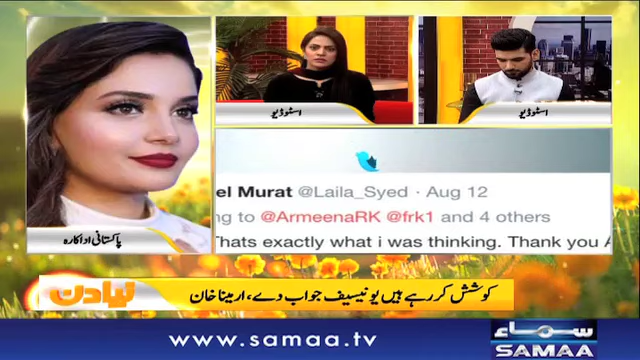 اسٹوڈیو
اسٹوڈیو
el Murat @Laila_Syed · Aug 12
ng to @ArmeenaRK @frk1 and 4 others
Thats exactly what i was thinking. Thank you
پاکستانی اداکارہ
نیا دن
کوشش کر رہے ہیں یونیسیف جواب دے، ارمینا خان
www.samaa.tv
سماء
SAMAA